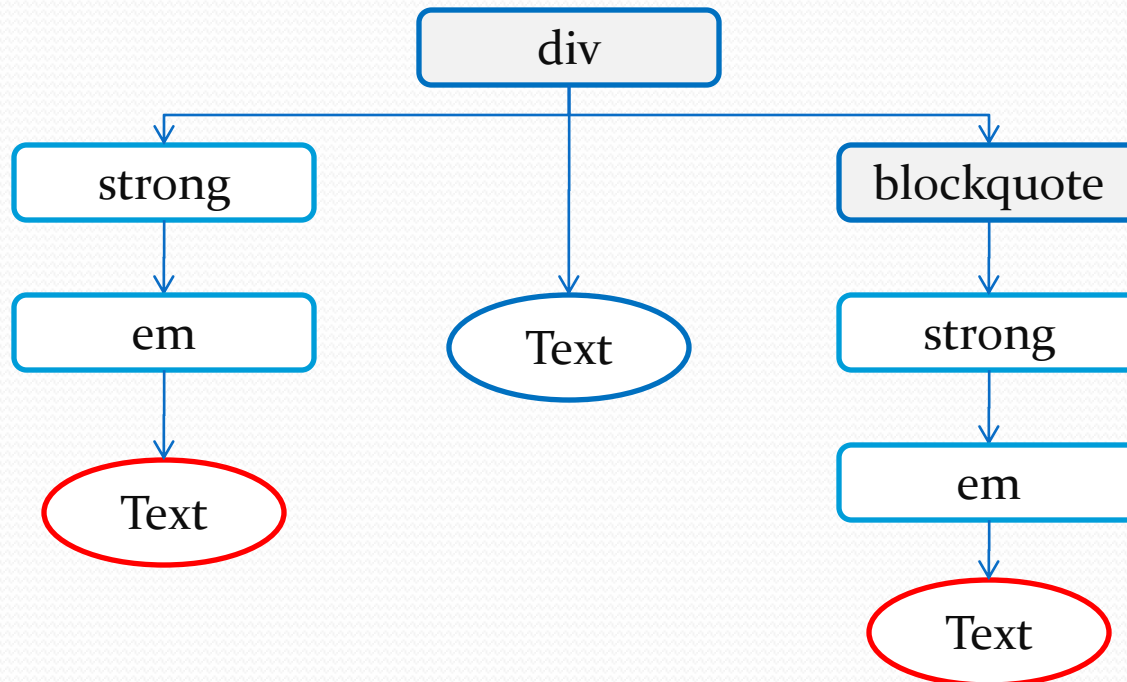 div
strong
blockquote
em
Text
strong
Text
em
Text